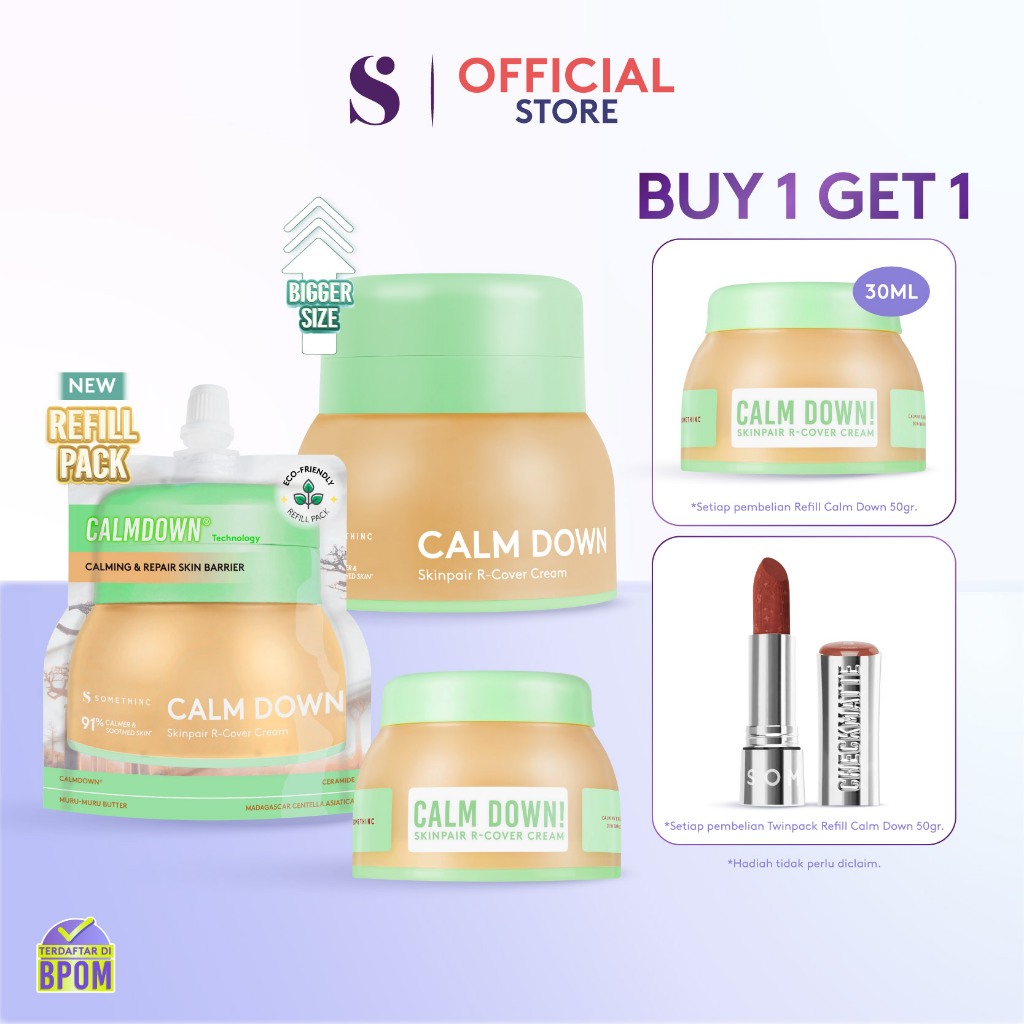 S
OFFICIAL
STORE
BUY 1 GET 1
BIGGER
SIZE
30ML
CALM DOWN!
SKINPAIR R-COVER CREAM
SOMETHINC
*Setiap pembelian Refill Calm Down 50gr.
NEW
REFILL
PACK
ECO-FRIENDLY
REFILL PACK
CALMDOWN®
Technology
CALMING & REPAIR SKIN BARRIER
THINC
CALM DOWN
Skinpair R-Cover Cream
S SOMETHINC
CALM DOWN
91% CALMER &
SOOTHED SKIN*
Skinpair R-Cover Cream
CALMDOWN®
CERAMIDE
MURU-MURU BUTTER
MADAGASCAR CENTELLA ASIATICA
CALM DOWN!
SKINPAIR R-COVER CREAM
SOM
CHECKMATTE
*Setiap pembelian Twinpack Refill Calm Down 50gr.
*Hadiah tidak perlu diclaim.
TERDAFTAR DI
BPOM